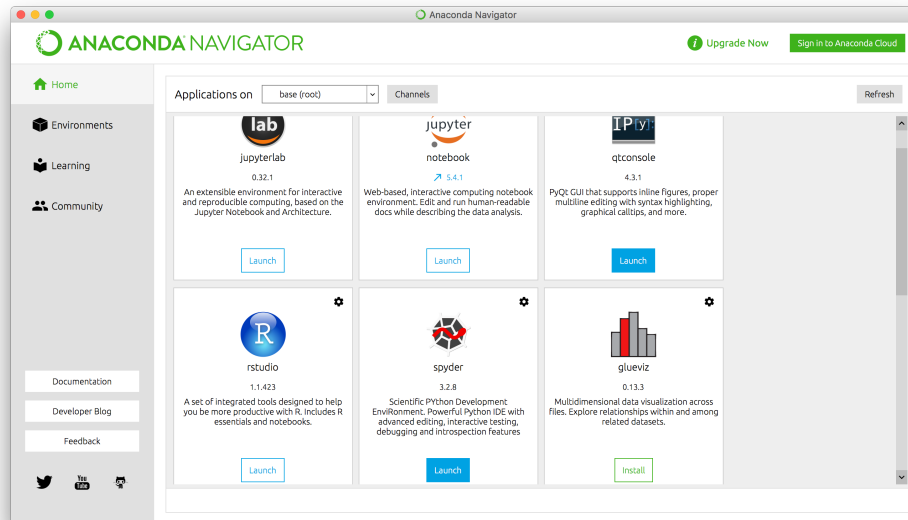 Anaconda Navigator
ANACONDA NAVIGATOR
Upgrade Now
Sign in to Anaconda Cloud
Home
Environments
Learning
Community
Documentation
Developer Blog
Feedback
You
Tube
Applications on
base (root)
Channels
Refresh
lab
jupyterlab
0.32.1
An extensible environment for interactive
and reproducible computing, based on the
Jupyter Notebook and Architecture.
Launch
jupyter
notebook
5.4.1
Web-based, interactive computing notebook
environment. Edit and run human-readable
docs while describing the data analysis.
Launch
IP[y]:
qtconsole
4.3.1
PyQt GUI that supports inline figures, proper
multiline editing with syntax highlighting,
graphical calltips, and more.
Launch
R
rstudio
1.1.423
A set of integrated tools designed to help
you be more productive with R. Includes R
essentials and notebooks.
Launch
spyder
3.2.8
Scientific PYthon Development
EnviRonment. Powerful Python IDE with
advanced editing, interactive testing,
debugging and introspection features
Launch
glueviz
0.13.3
Multidimensional data visualization across
files. Explore relationships within and among
related datasets.
Install